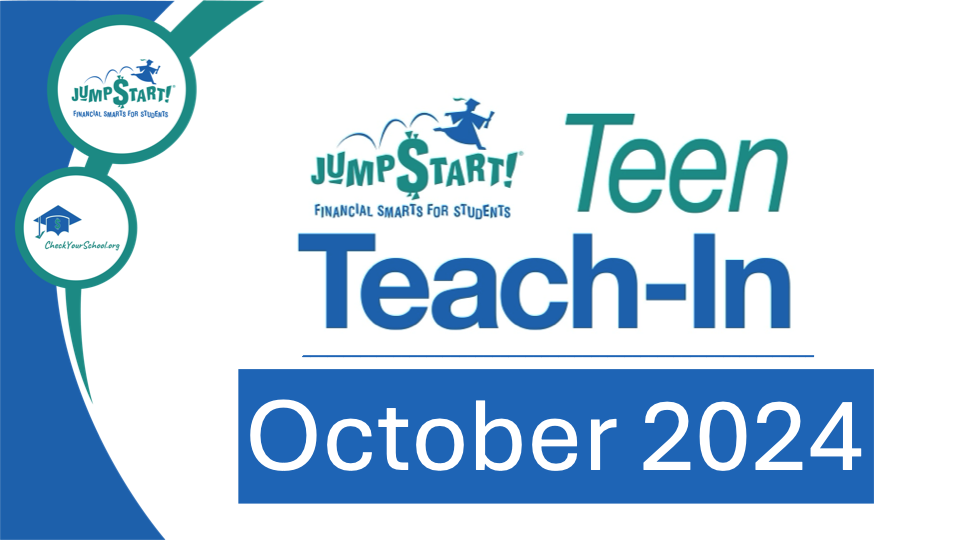 JUMP$TART!®
FINANCIAL SMARTS FOR STUDENTS
CheckYourSchool.org
JUMP$TART!®
FINANCIAL SMARTS FOR STUDENTS
Teen
Teach-In
October 2024